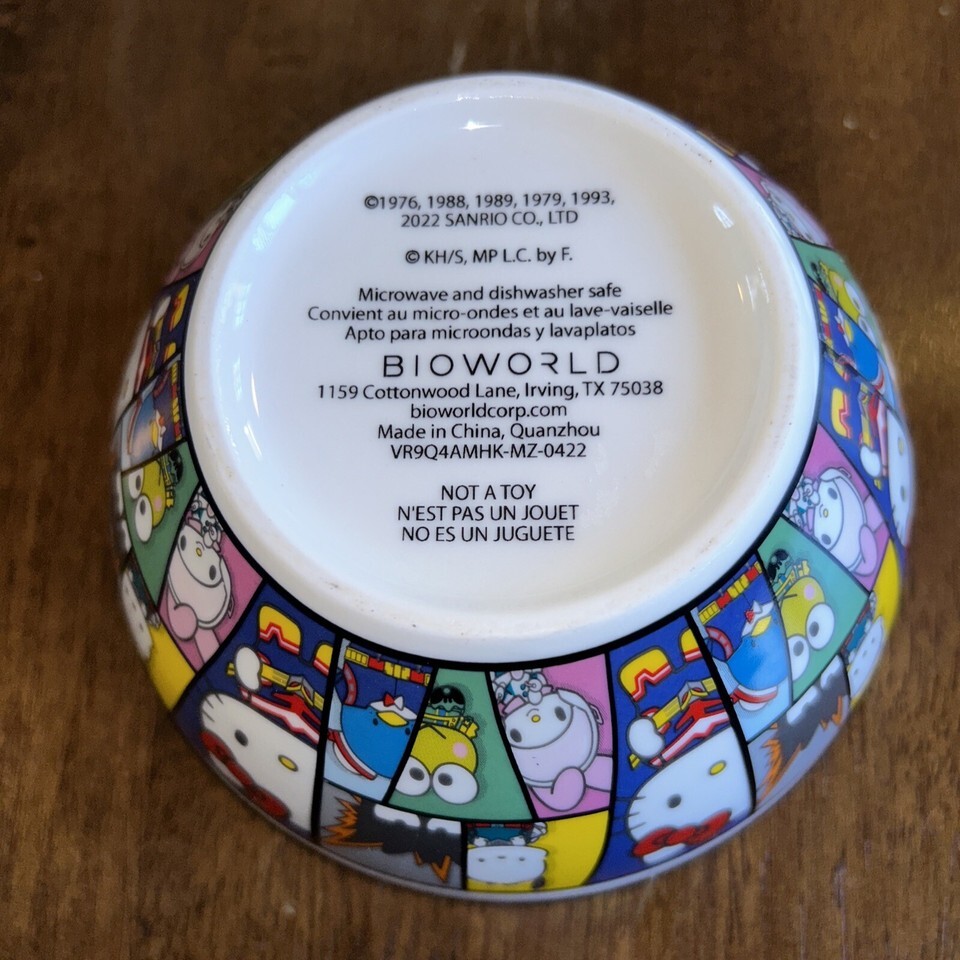 ©1976, 1988, 1989, 1979, 1993,
2022 SANRIO CO., LTD
© KH/S, MP L.C. by F.
Microwave and dishwasher safe
Convient au micro-ondes et au lave-vaiselle
Apto para microondas y lavaplatos
BIOWORLD
1159 Cottonwood Lane, Irving, TX 75038
bioworldcorp.com
Made in China, Quanzhou
VR9Q4AMHK-MZ-0422
NOT A TOY
N'EST PAS UN JOUET
NO ES UN JUGUETE